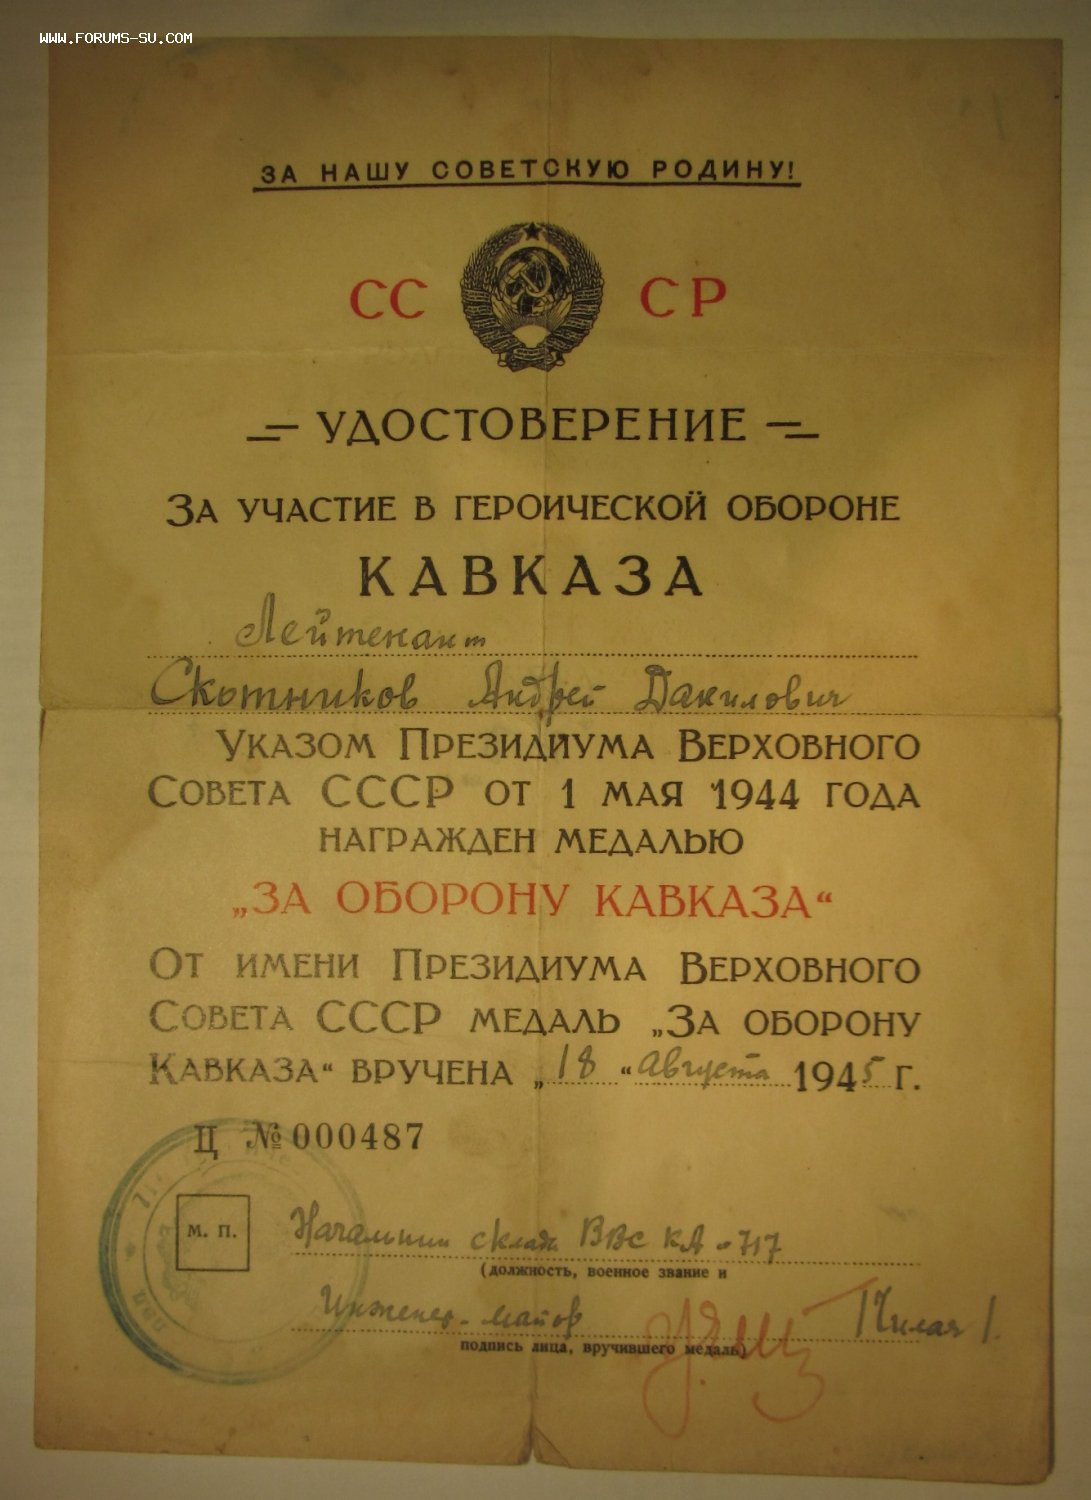 WWW.FORUMS-SU.COM
ЗА НАШУ СОВЕТСКУЮ РОДИНУ!
СС СР
УДОСТОВЕРЕНИЕ
ЗА УЧАСТИЕ В ГЕРОИЧЕСКОЙ ОБОРОНЕ
КАВКАЗА
Лейтенант
Скотников Андрей Данилович
УКАЗОМ ПРЕЗИДИУМА ВЕРХОВНОГО
СОВЕТА СССР ОТ 1 МАЯ 1944 ГОДА
НАГРАЖДЕН МЕДАЛЬЮ
„ЗА ОБОРОНУ КАВКАЗА“
ОТ ИМЕНИ ПРЕЗИДИУМА ВЕРХОВНОГО
СОВЕТА СССР МЕДАЛЬ „ЗА ОБОРОНУ
КАВКАЗА“ ВРУЧЕНА „18“ Августа 1945 Г.
Ц № 000487
М. П.
Начальник склада ВВС КА - 717
(должность, военное звание и
Инженер-майор
подпись лица, вручившего медаль)